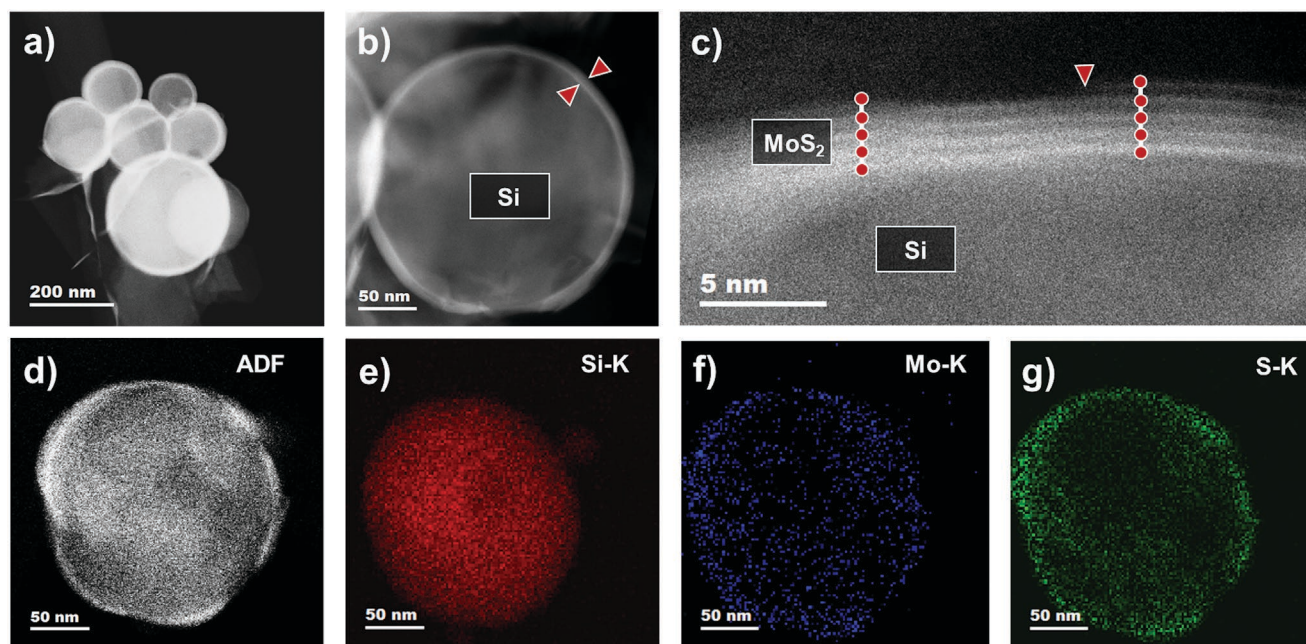 a)
200 nm
b)
Si
50 nm
c)
MoS₂
Si
5 nm
d)
ADF
50 nm
e)
Si-K
50 nm
f)
Mo-K
50 nm
g)
S-K
50 nm